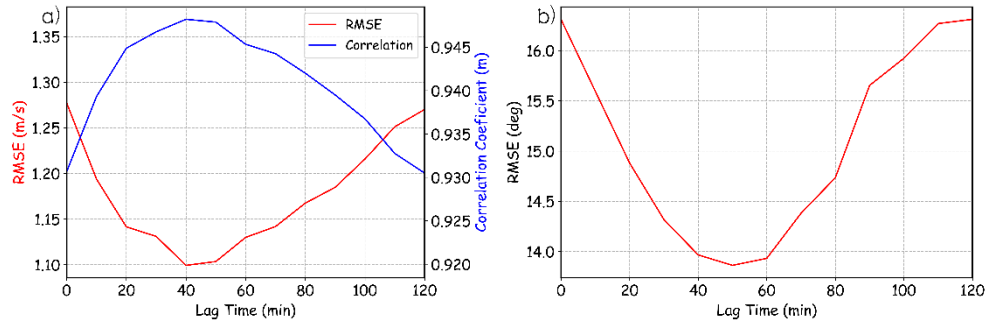 a)
RMSE
Correlation
1.35
1.30
1.25
1.20
1.15
1.10
RMSE (m/s)
0.945
0.940
0.935
0.930
0.925
0.920
Correlation Coeficient (m)
0 20 40 60 80 100 120
Lag Time (min)
b)
16.0
15.5
15.0
14.5
14.0
RMSE (deg)
0 20 40 60 80 100 120
Lag Time (min)